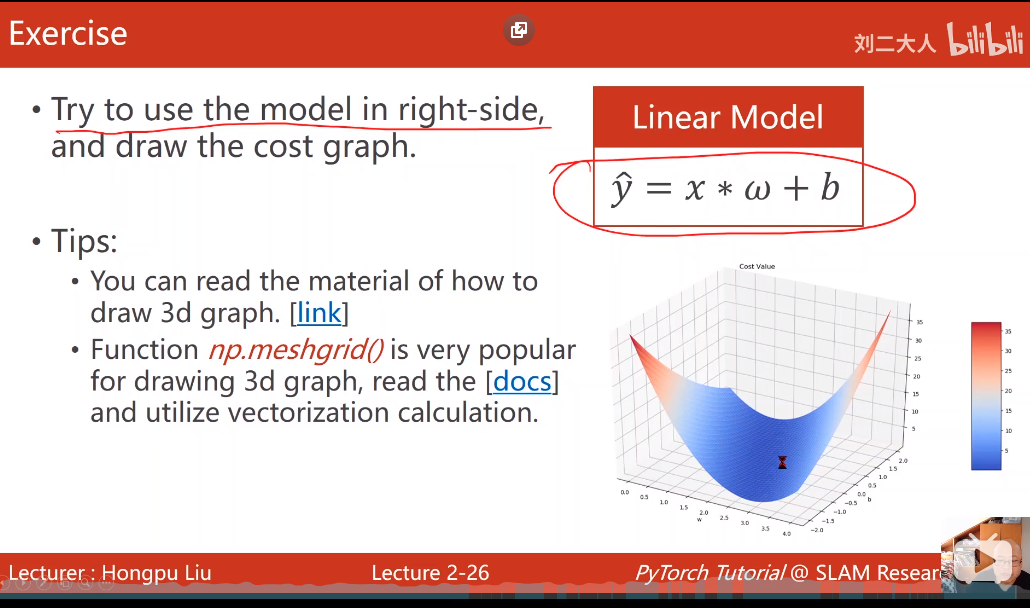 Exercise
刘二大人 bilibili
• Try to use the model in right-side,
and draw the cost graph.
• Tips:
• You can read the material of how to
draw 3d graph. [link]
• Function np.meshgrid() is very popular
for drawing 3d graph, read the [docs]
and utilize vectorization calculation.
Linear Model
ŷ = x ∗ ω + b
Cost Value
35
30
25
20
15
10
5
2.0
1.5
1.0
0.5
0.0
−0.5
−1.0
−1.5
−2.0
b
0.0
0.5
1.0
1.5
2.0
2.5
3.0
3.5
4.0
w
35
30
25
20
15
10
5
Lecturer : Hongpu Liu
Lecture 2-26
PyTorch Tutorial @ SLAM Resear